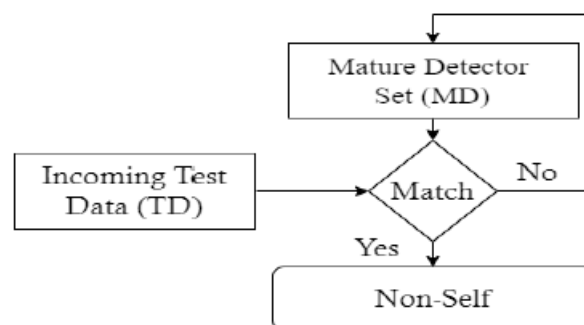 Mature Detector
Set (MD)
Incoming Test
Data (TD)
Match
No
Yes
Non-Self